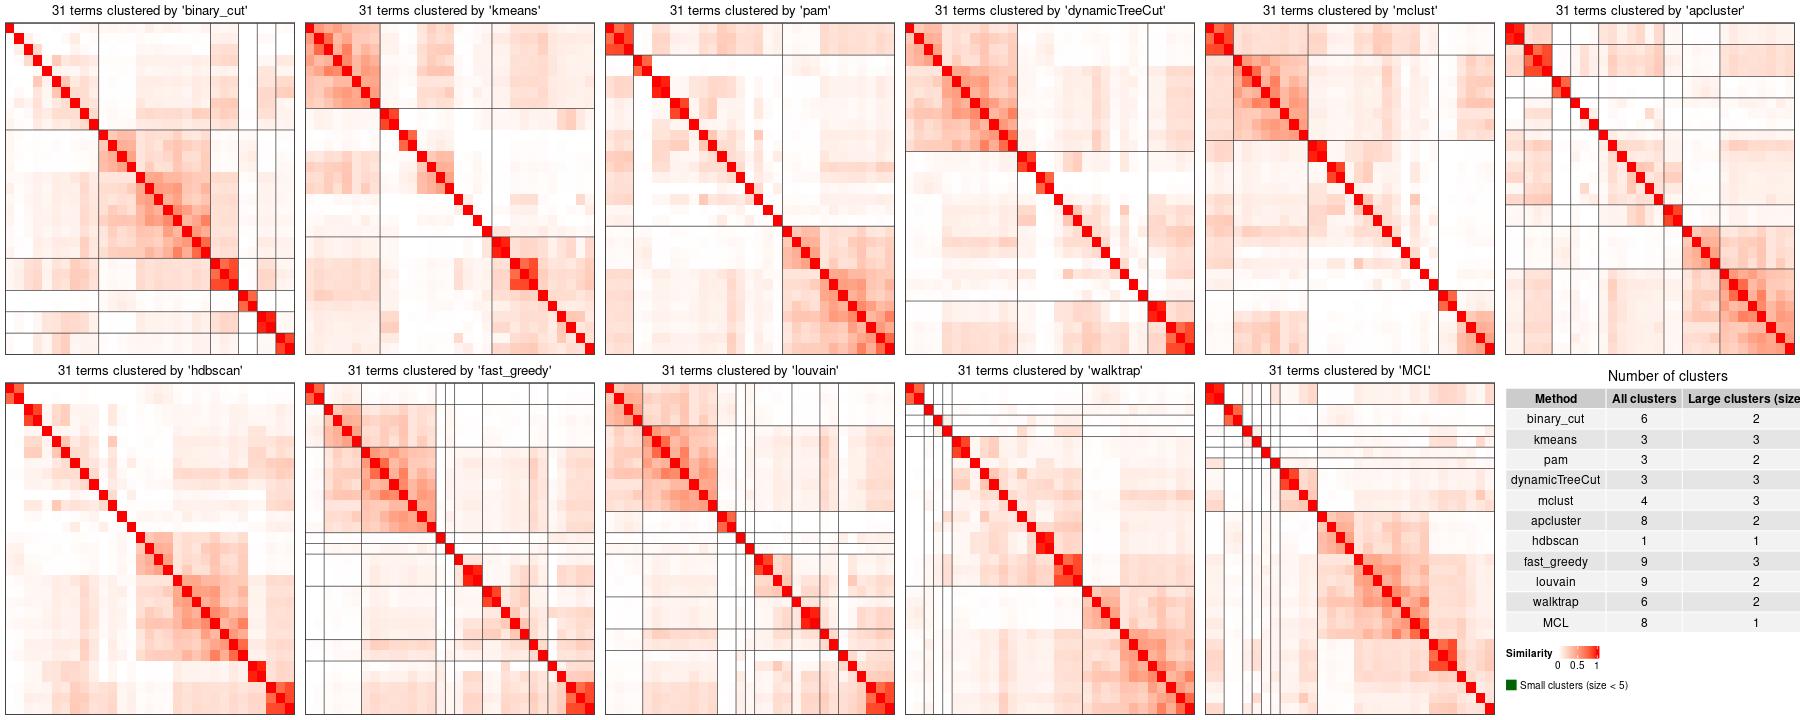 31 terms clustered by 'binary_cut'
31 terms clustered by 'kmeans'
31 terms clustered by 'pam'
31 terms clustered by 'dynamicTreeCut'
31 terms clustered by 'mclust'
31 terms clustered by 'apcluster'
31 terms clustered by 'hdbscan'
31 terms clustered by 'fast_greedy'
31 terms clustered by 'louvain'
31 terms clustered by 'walktrap'
31 terms clustered by 'MCL'
Number of clusters
Method All clusters Large clusters (size
binary_cut 6 2
kmeans 3 3
pam 3 2
dynamicTreeCut 3 3
mclust 4 3
apcluster 8 2
hdbscan 1 1
fast_greedy 9 3
louvain 9 2
walktrap 6 2
MCL 8 1
Similarity
0 0.5 1
Small clusters (size < 5)